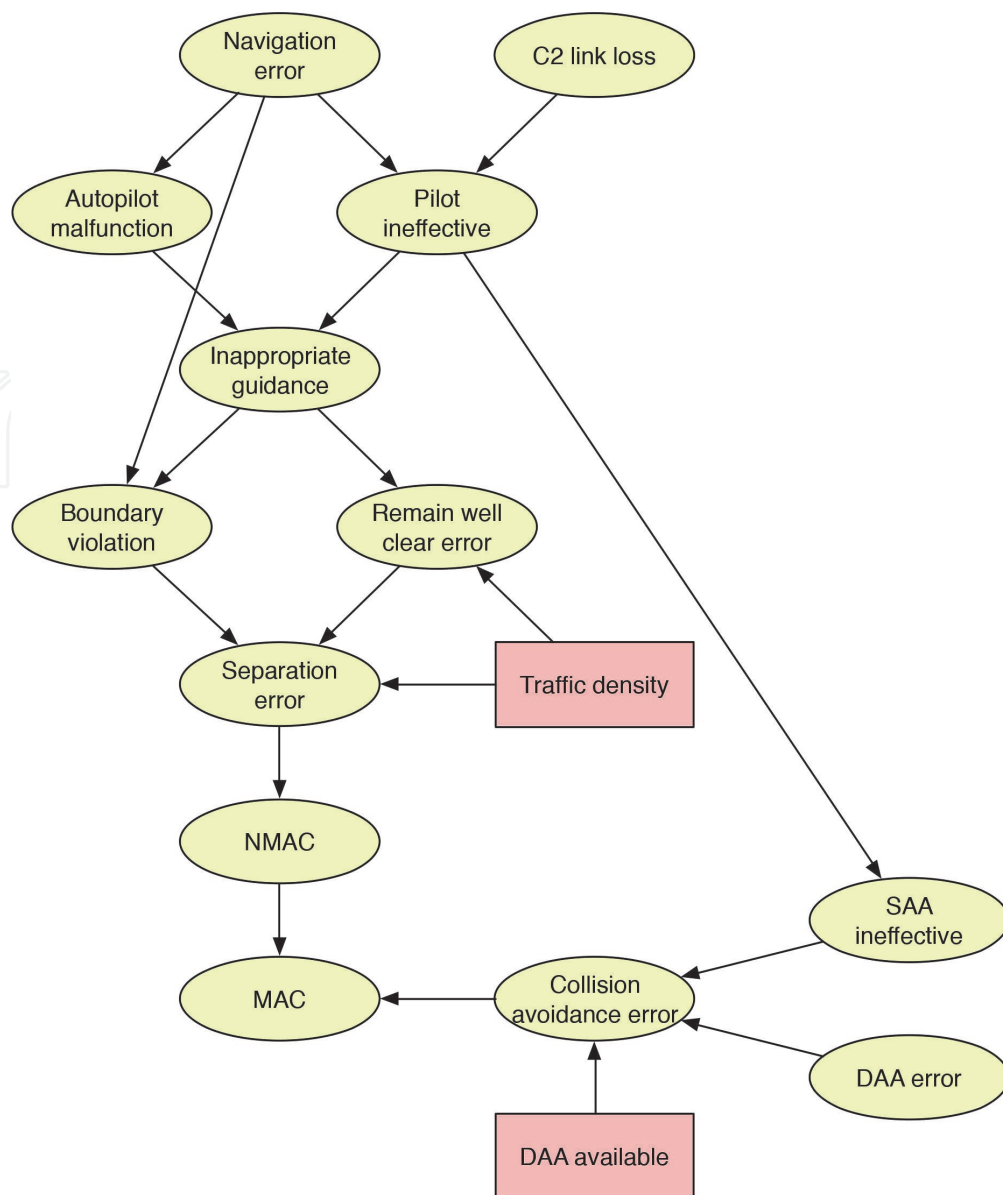 Navigation
error
C2 link loss
Autopilot
malfunction
Pilot
ineffective
Inappropriate
guidance
Boundary
violation
Remain well
clear error
Separation
error
Traffic density
NMAC
SAA
ineffective
MAC
Collision
avoidance error
DAA error
DAA available